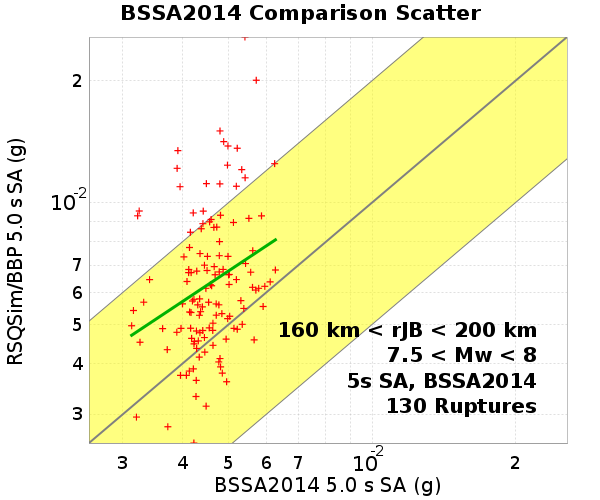 BSSA2014 Comparison Scatter
RSQSim/BBP 5.0 s SA (g)
2
10-2
7
6
5
4
3
160 km < rJB < 200 km
7.5 < Mw < 8
5s SA, BSSA2014
130 Ruptures
3 4 5 6 7 10-2 2
BSSA2014 5.0 s SA (g)